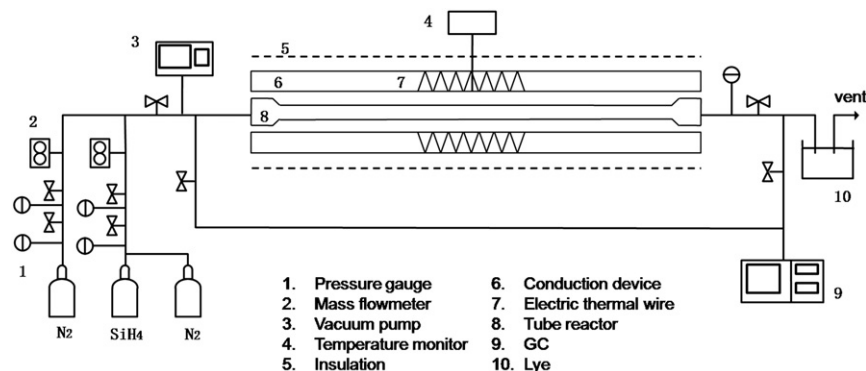 4
3
5
6
7
8
vent
2
10
1
9
N2
SiH4
N2
1. Pressure gauge
2. Mass flowmeter
3. Vacuum pump
4. Temperature monitor
5. Insulation
6. Conduction device
7. Electric thermal wire
8. Tube reactor
9. GC
10. Lye